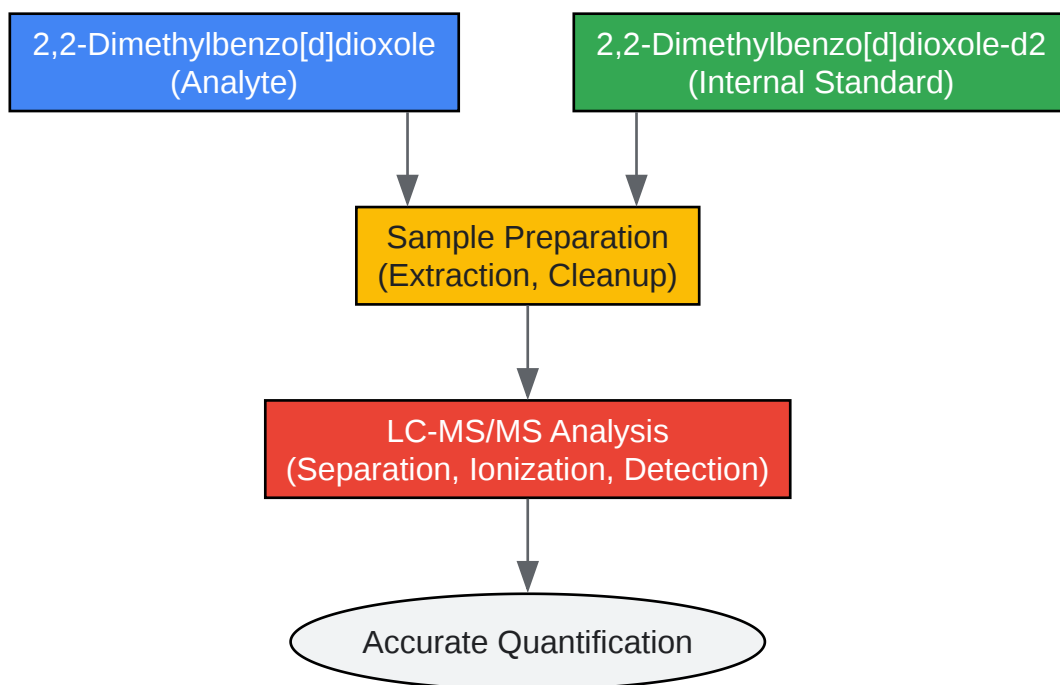 2,2-Dimethylbenzo[d]dioxole
(Analyte)
2,2-Dimethylbenzo[d]dioxole-d2
(Internal Standard)
Sample Preparation
(Extraction, Cleanup)
LC-MS/MS Analysis
(Separation, Ionization, Detection)
Accurate Quantification